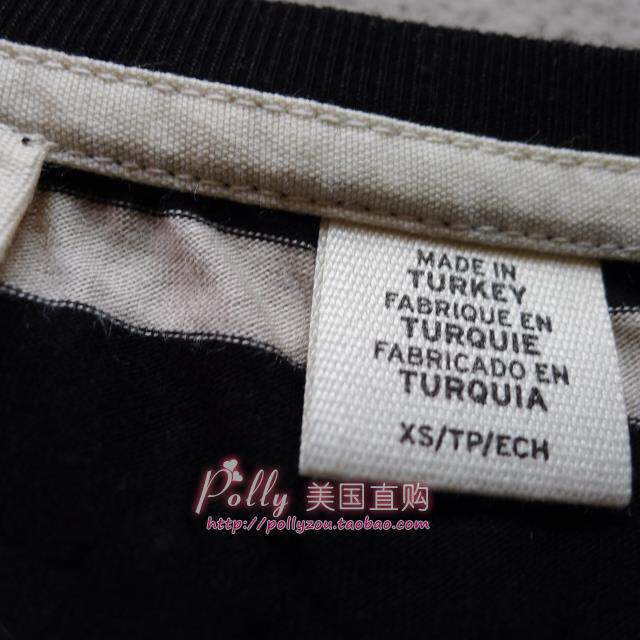 MADE IN
TURKEY
FABRIQUE EN
TURQUIE
FABRICADO EN
TURQUIA
XS/TP/ECH
Polly 美国直购
http://pollyzou.taobao.com